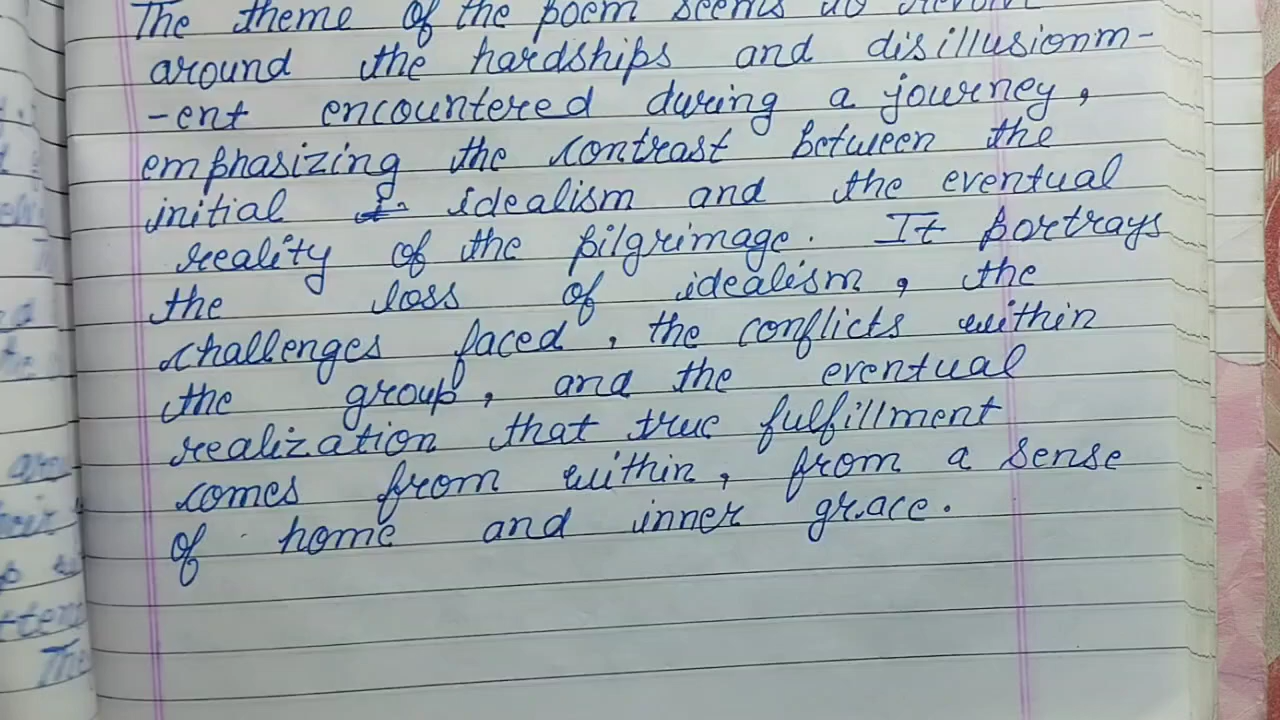 The theme of the poem seems to revolve
around the hardships and disillusionm-
-ent encountered during a journey,
emphasizing the contrast between the
initial idealism and the eventual
reality of the pilgrimage. It portrays
the loss of idealism, the
challenges faced, the conflicts within
the group, and the eventual
realization that true fulfillment
comes from within, from a sense
of home and inner grace.